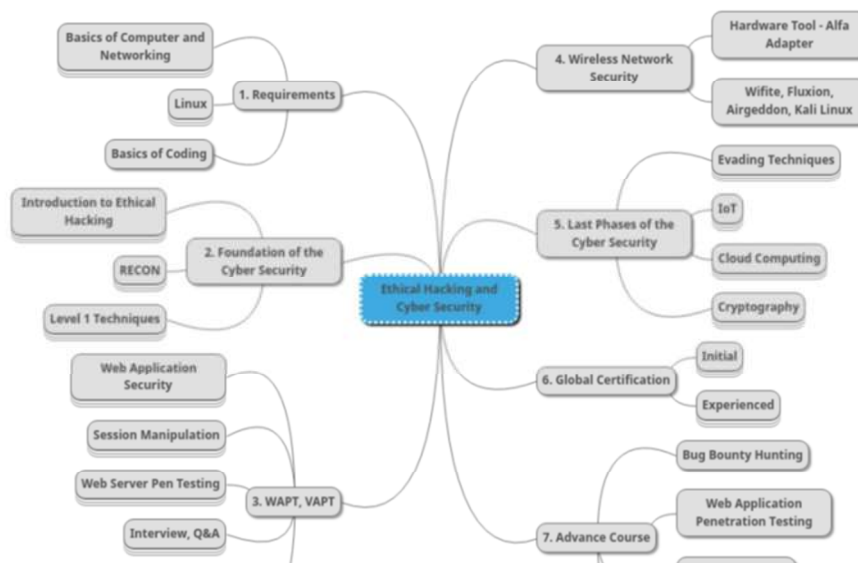 Basics of Computer and
Networking
Linux
1. Requirements
Basics of Coding
Introduction to Ethical
Hacking
2. Foundation of the
Cyber Security
RECON
Level 1 Techniques
Web Application
Security
Session Manipulation
Web Server Pen Testing
3. WAPT, VAPT
Interview, Q&A
Ethical Hacking and
Cyber Security
4. Wireless Network
Security
Hardware Tool - Alfa
Adapter
Wifite, Fluxion,
Airgeddon, Kali Linux
5. Last Phases of the
Cyber Security
Evading Techniques
IoT
Cloud Computing
Cryptography
6. Global Certification
Initial
Experienced
7. Advance Course
Bug Bounty Hunting
Web Application
Penetration Testing